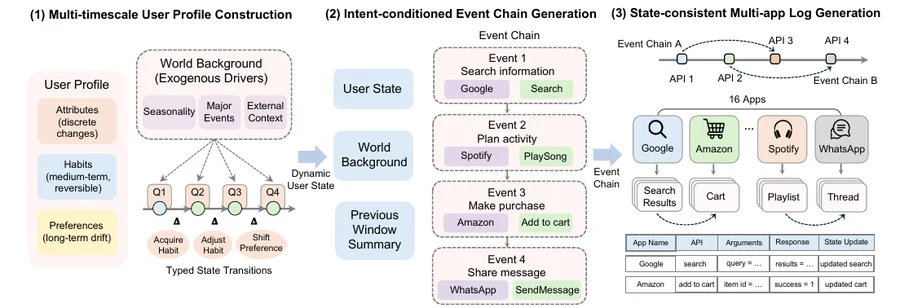 (1) Multi-timescale User Profile Construction
User Profile
Attributes
(discrete
changes)
Habits
(medium-term,
reversible)
Preferences
(long-term drift)
World Background
(Exogenous Drivers)
Seasonality
Major
Events
External
Context
Q1
Q2
Q3
Q4
Δ
Δ
Δ
Acquire
Habit
Adjust
Habit
Shift
Preference
Typed State Transitions
Dynamic
User State
(2) Intent-conditioned Event Chain Generation
User State
World
Background
Previous
Window
Summary
Event Chain
Event 1
Search information
Google
Search
Event 2
Plan activity
Spotify
PlaySong
Event 3
Make purchase
Amazon
Add to cart
Event 4
Share message
WhatsApp
SendMessage
Event
Chain
(3) State-consistent Multi-app Log Generation
Event Chain A
API 3
API 4
API 1
API 2
Event Chain B
16 Apps
Google
Amazon
...
Spotify
WhatsApp
Search
Results
Cart
Playlist
Thread
App Name API Arguments Response State Update
Google search query = ... results = ... updated search
Amazon add to cart item id = ... success = 1 updated cart